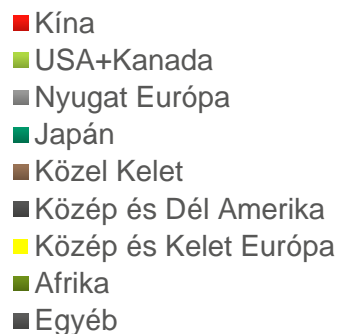 Kína
USA+Kanada
Nyugat Európa
Japán
Közel Kelet
Közép és Dél Amerika
Közép és Kelet Európa
Afrika
Egyéb